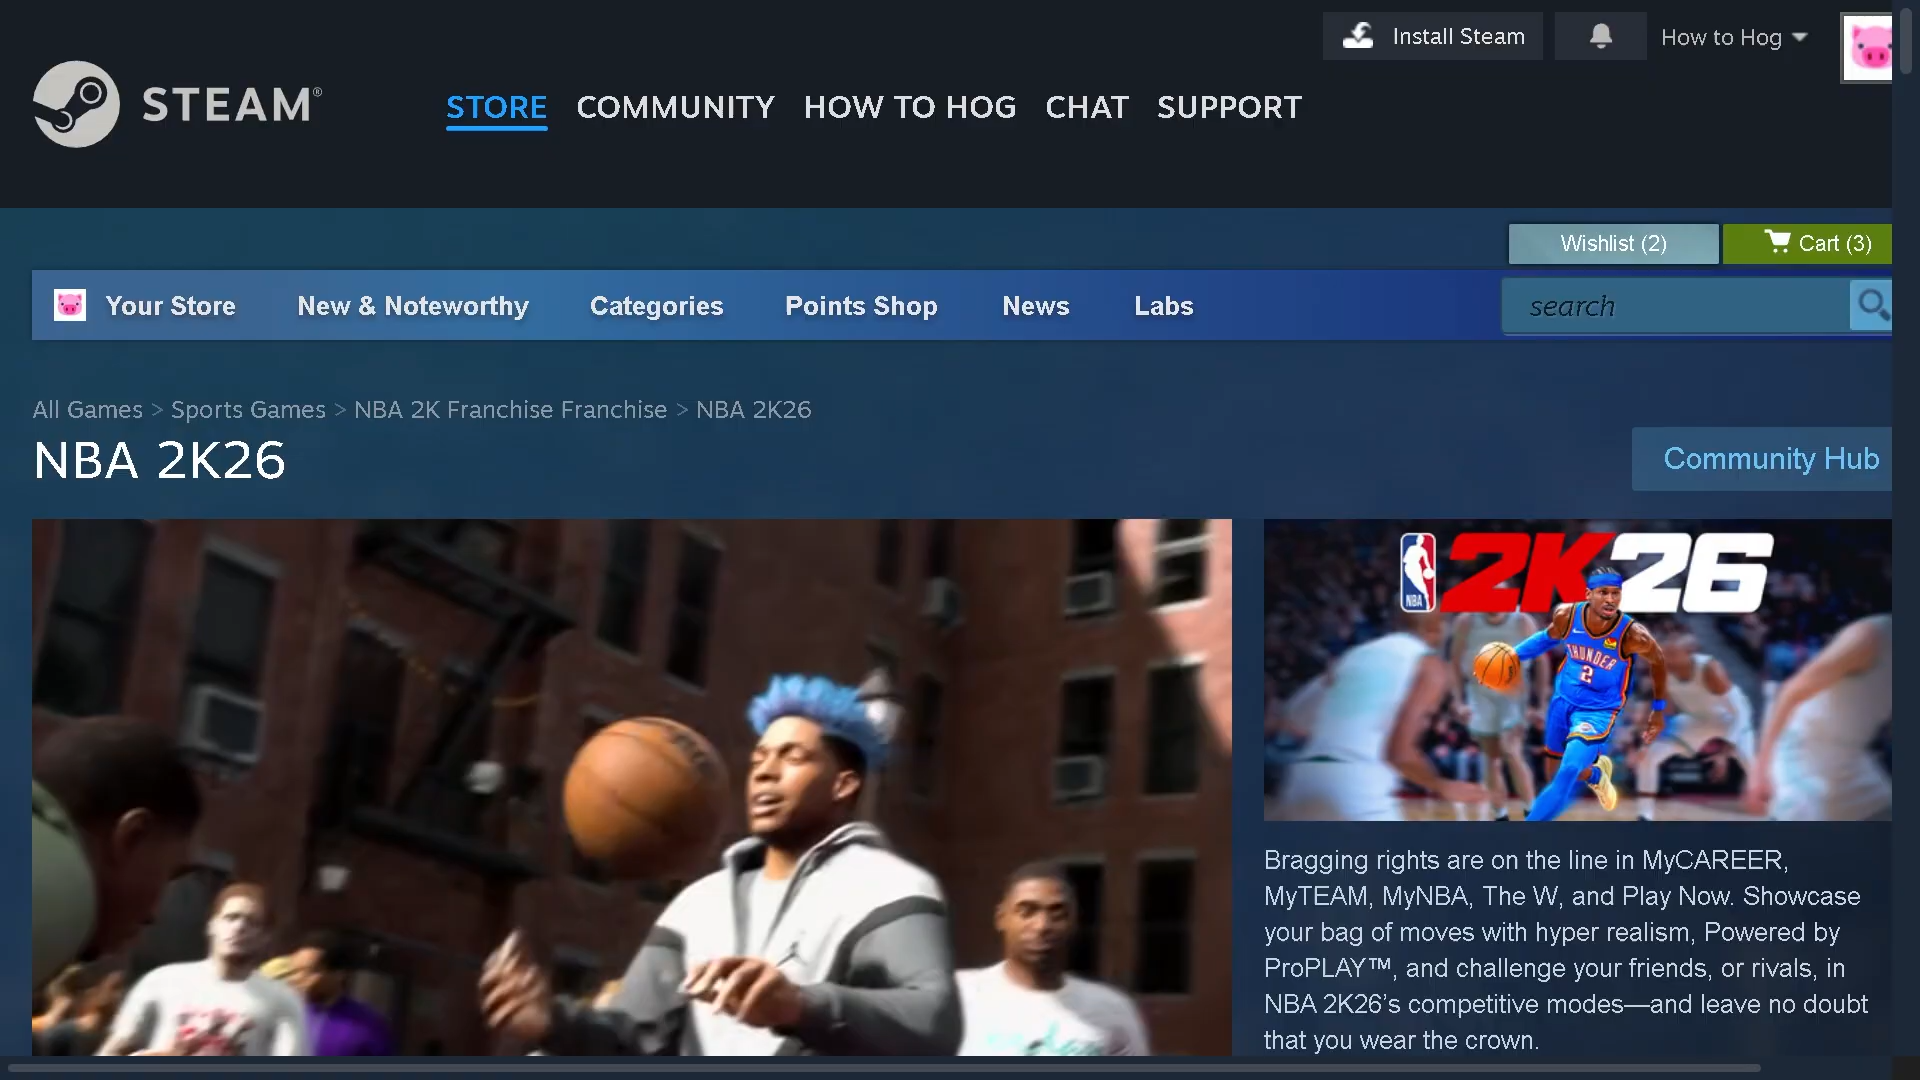 Install Steam
How to Hog
STEAM®
STORE
COMMUNITY
HOW TO HOG
CHAT
SUPPORT
Wishlist (2)
Cart (3)
Your Store
New & Noteworthy
Categories
Points Shop
News
Labs
search
All Games > Sports Games > NBA 2K Franchise Franchise > NBA 2K26
NBA 2K26
Community Hub
NBA
2K26
THUNDER
2
Bragging rights are on the line in MyCAREER,
MyTEAM, MyNBA, The W, and Play Now. Showcase
your bag of moves with hyper realism, Powered by
ProPLAY™, and challenge your friends, or rivals, in
NBA 2K26’s competitive modes—and leave no doubt
that you wear the crown.